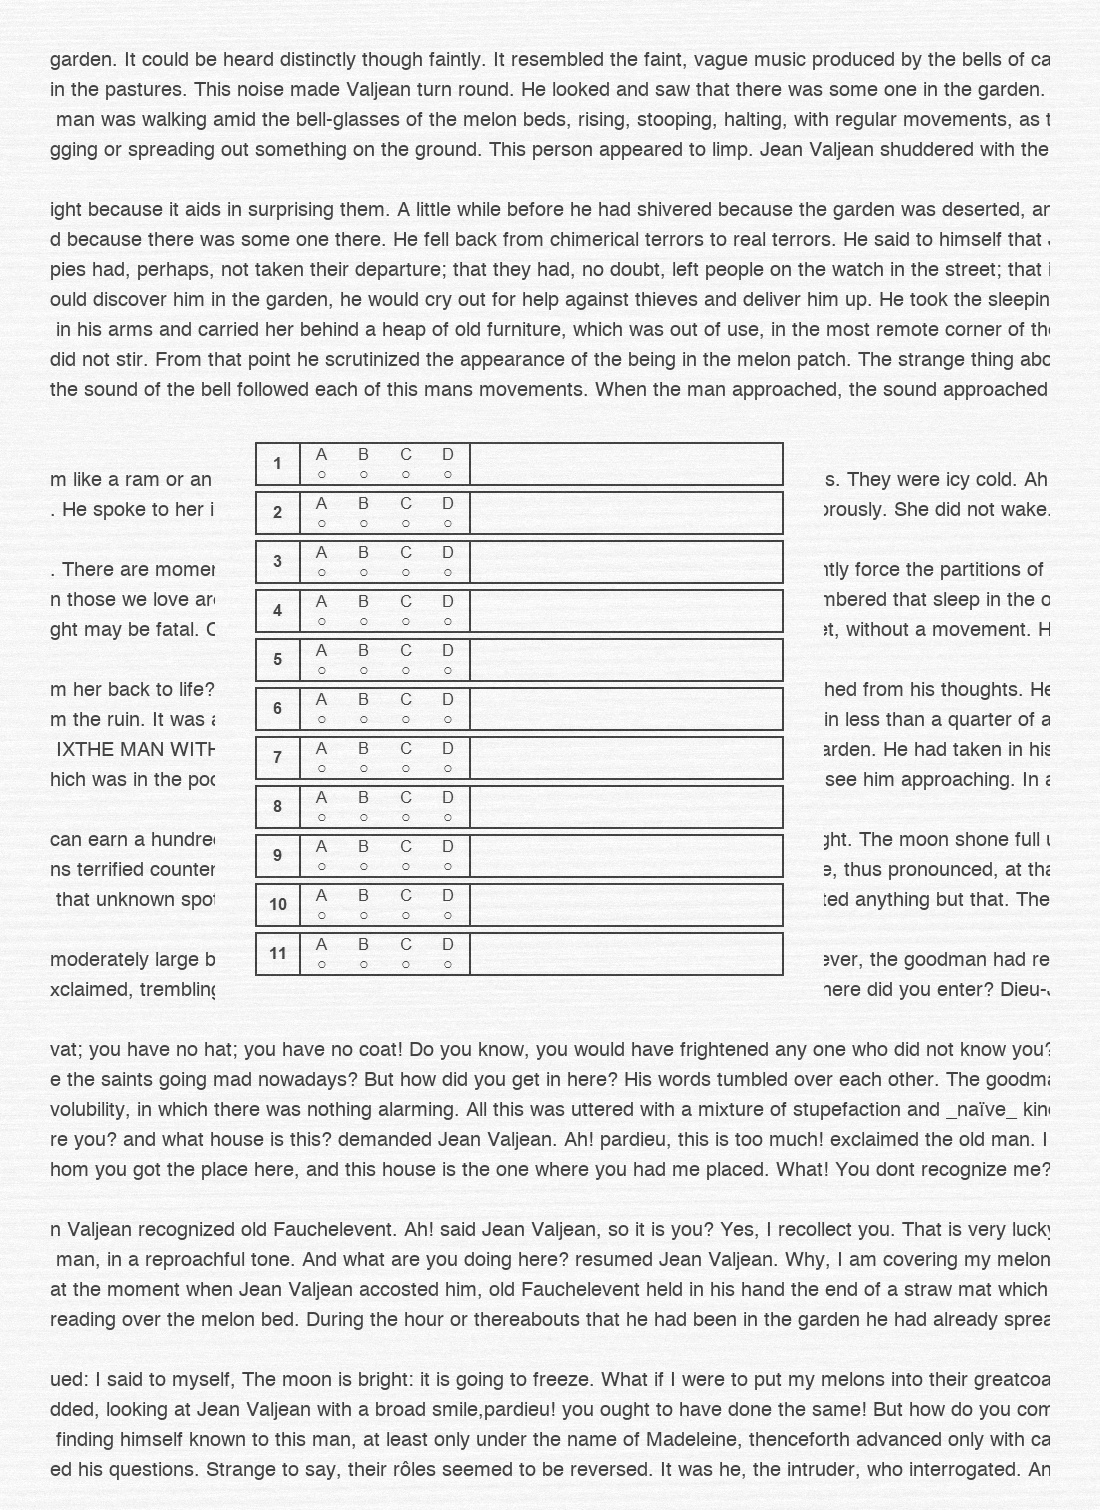 garden. It could be heard distinctly though faintly. It resembled the faint, vague music produced by the bells of ca
in the pastures. This noise made Valjean turn round. He looked and saw that there was some one in the garden.
man was walking amid the bell-glasses of the melon beds, rising, stooping, halting, with regular movements, as
gging or spreading out something on the ground. This person appeared to limp. Jean Valjean shuddered with the
ight because it aids in surprising them. A little while before he had shivered because the garden was deserted, an
d because there was some one there. He fell back from chimerical terrors to real terrors. He said to himself that
pies had, perhaps, not taken their departure; that they had, no doubt, left people on the watch in the street; that
ould discover him in the garden, he would cry out for help against thieves and deliver him up. He took the sleepin
in his arms and carried her behind a heap of old furniture, which was out of use, in the most remote corner of the
did not stir. From that point he scrutinized the appearance of the being in the melon patch. The strange thing abo
the sound of the bell followed each of this mans movements. When the man approached, the sound approached
1 A B C D
m like a ram or an s. They were icy cold. Ah
2 A B C D
. He spoke to her i orously. She did not wake.
3 A B C D
. There are momen ntly force the partitions of
4 A B C D
n those we love are mbered that sleep in the o
ght may be fatal. et, without a movement. H
5 A B C D
m her back to life? hed from his thoughts. He
6 A B C D
m the ruin. It was a in less than a quarter of a
7 A B C D
IXTHE MAN WITH arden. He had taken in his
hich was in the poc see him approaching. In a
8 A B C D
can earn a hundre ght. The moon shone full
9 A B C D
ns terrified counten e, thus pronounced, at tha
10 A B C D
that unknown spot ted anything but that. The
11 A B C D
moderately large b ever, the goodman had re
xclaimed, trembling here did you enter? Dieu-
vat; you have no hat; you have no coat! Do you know, you would have frightened any one who did not know you?
e the saints going mad nowadays? But how did you get in here? His words tumbled over each other. The goodma
volubility, in which there was nothing alarming. All this was uttered with a mixture of stupefaction and _naïve_ kin
re you? and what house is this? demanded Jean Valjean. Ah! pardieu, this is too much! exclaimed the old man. I
hom you got the place here, and this house is the one where you had me placed. What! You dont recognize me?
n Valjean recognized old Fauchelevent. Ah! said Jean Valjean, so it is you? Yes, I recollect you. That is very lucky
man, in a reproachful tone. And what are you doing here? resumed Jean Valjean. Why, I am covering my melon
at the moment when Jean Valjean accosted him, old Fauchelevent held in his hand the end of a straw mat which
reading over the melon bed. During the hour or thereabouts that he had been in the garden he had already sprea
ued: I said to myself, The moon is bright: it is going to freeze. What if I were to put my melons into their greatcoa
dded, looking at Jean Valjean with a broad smile,pardieu! you ought to have done the same! But how do you com
finding himself known to this man, at least only under the name of Madeleine, thenceforth advanced only with ca
ed his questions. Strange to say, their rôles seemed to be reversed. It was he, the intruder, who interrogated. An